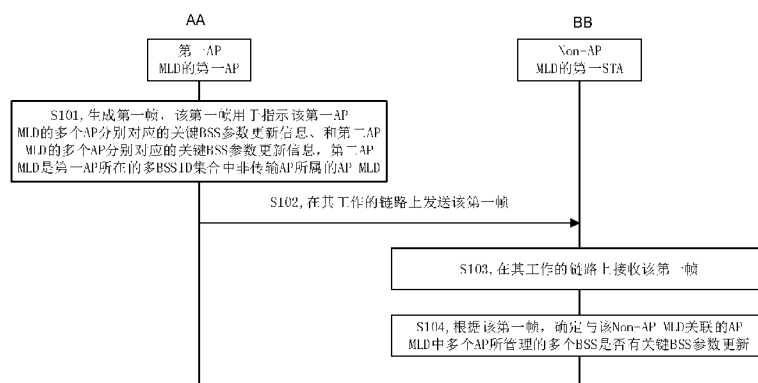 AA
BB
第一AP
MLD的第一AP
Non-AP
MLD的第一STA
S101,生成第一帧，该第一帧用于指示该第一AP
MLD的多个AP分别对应的关键BSS参数更新信息、和第二AP
MLD的多个AP分别对应的关键BSS参数更新信息，第二AP
MLD是第一AP所在的多BSSID集合中非传输AP所属的AP MLD
S102,在其工作的链路上发送该第一帧
S103,在其工作的链路上接收该第一帧
S104,根据该第一帧，确定与该Non-AP MLD关联的AP
MLD中多个AP所管理的多个BSS是否有关键BSS参数更新